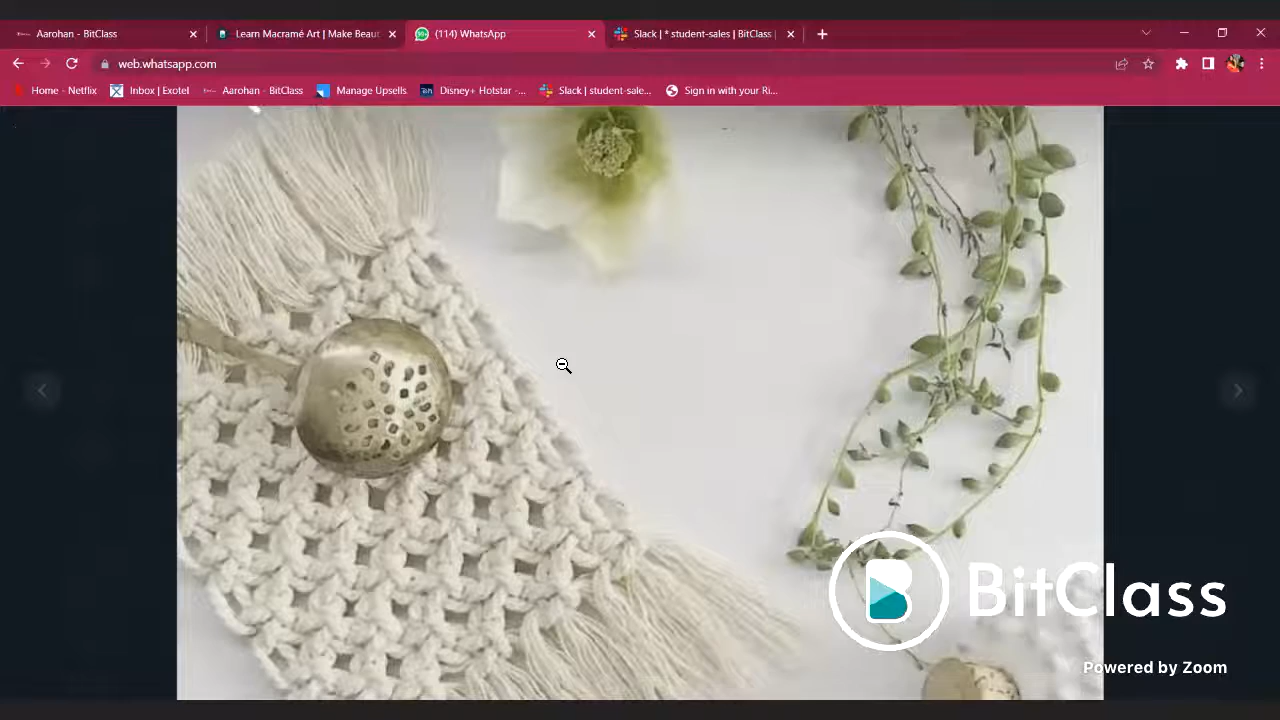 Aarohan - BitClass
Learn Macramé Art | Make Beaut
(114) WhatsApp
Slack | * student-sales | BitClass |
web.whatsapp.com
Home - Netflix
Inbox | Exotel
Aarohan - BitClass
Manage Upsells
Disney+ Hotstar -...
Slack | student-sale...
Sign in with your Ri...
BitClass
Powered by Zoom